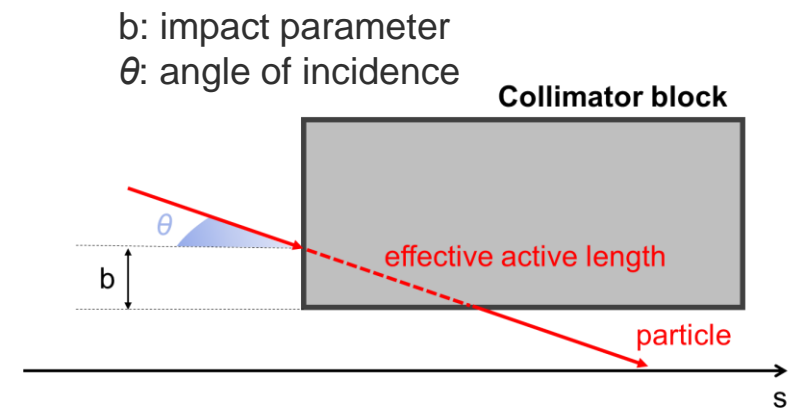 b: impact parameter
θ: angle of incidence
Collimator block
θ
effective active length
b
particle
s